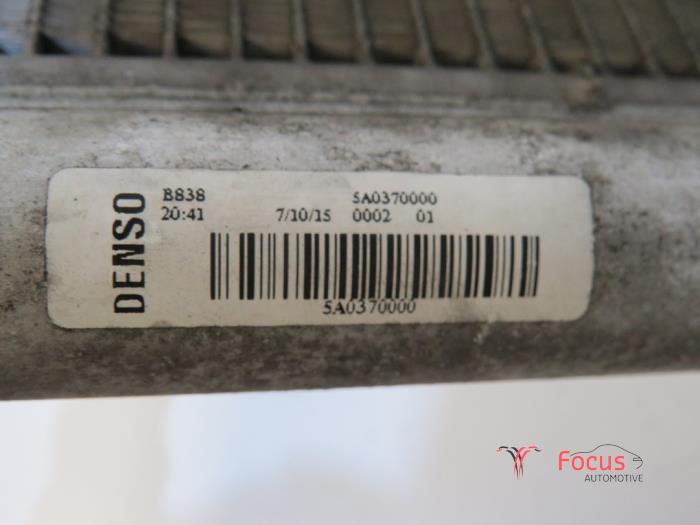 DENSO
B838 5A0370000
20:41 7/10/15 0002 01
5A0370000
Focus
AUTOMOTIVE